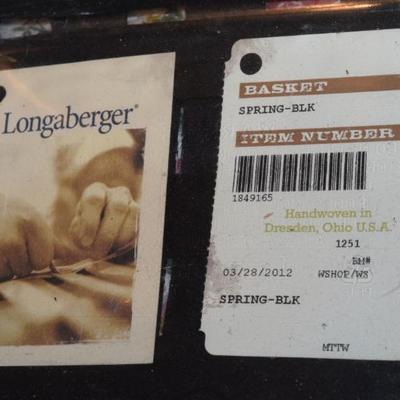 Longaberger®
BASKET
SPRING-BLK
ITEM NUMBER
1849165
Handwoven in
Dresden, Ohio U.S.A.
1251
EM#
03/28/2012 WSHOP/WS
SPRING-BLK
MTTW